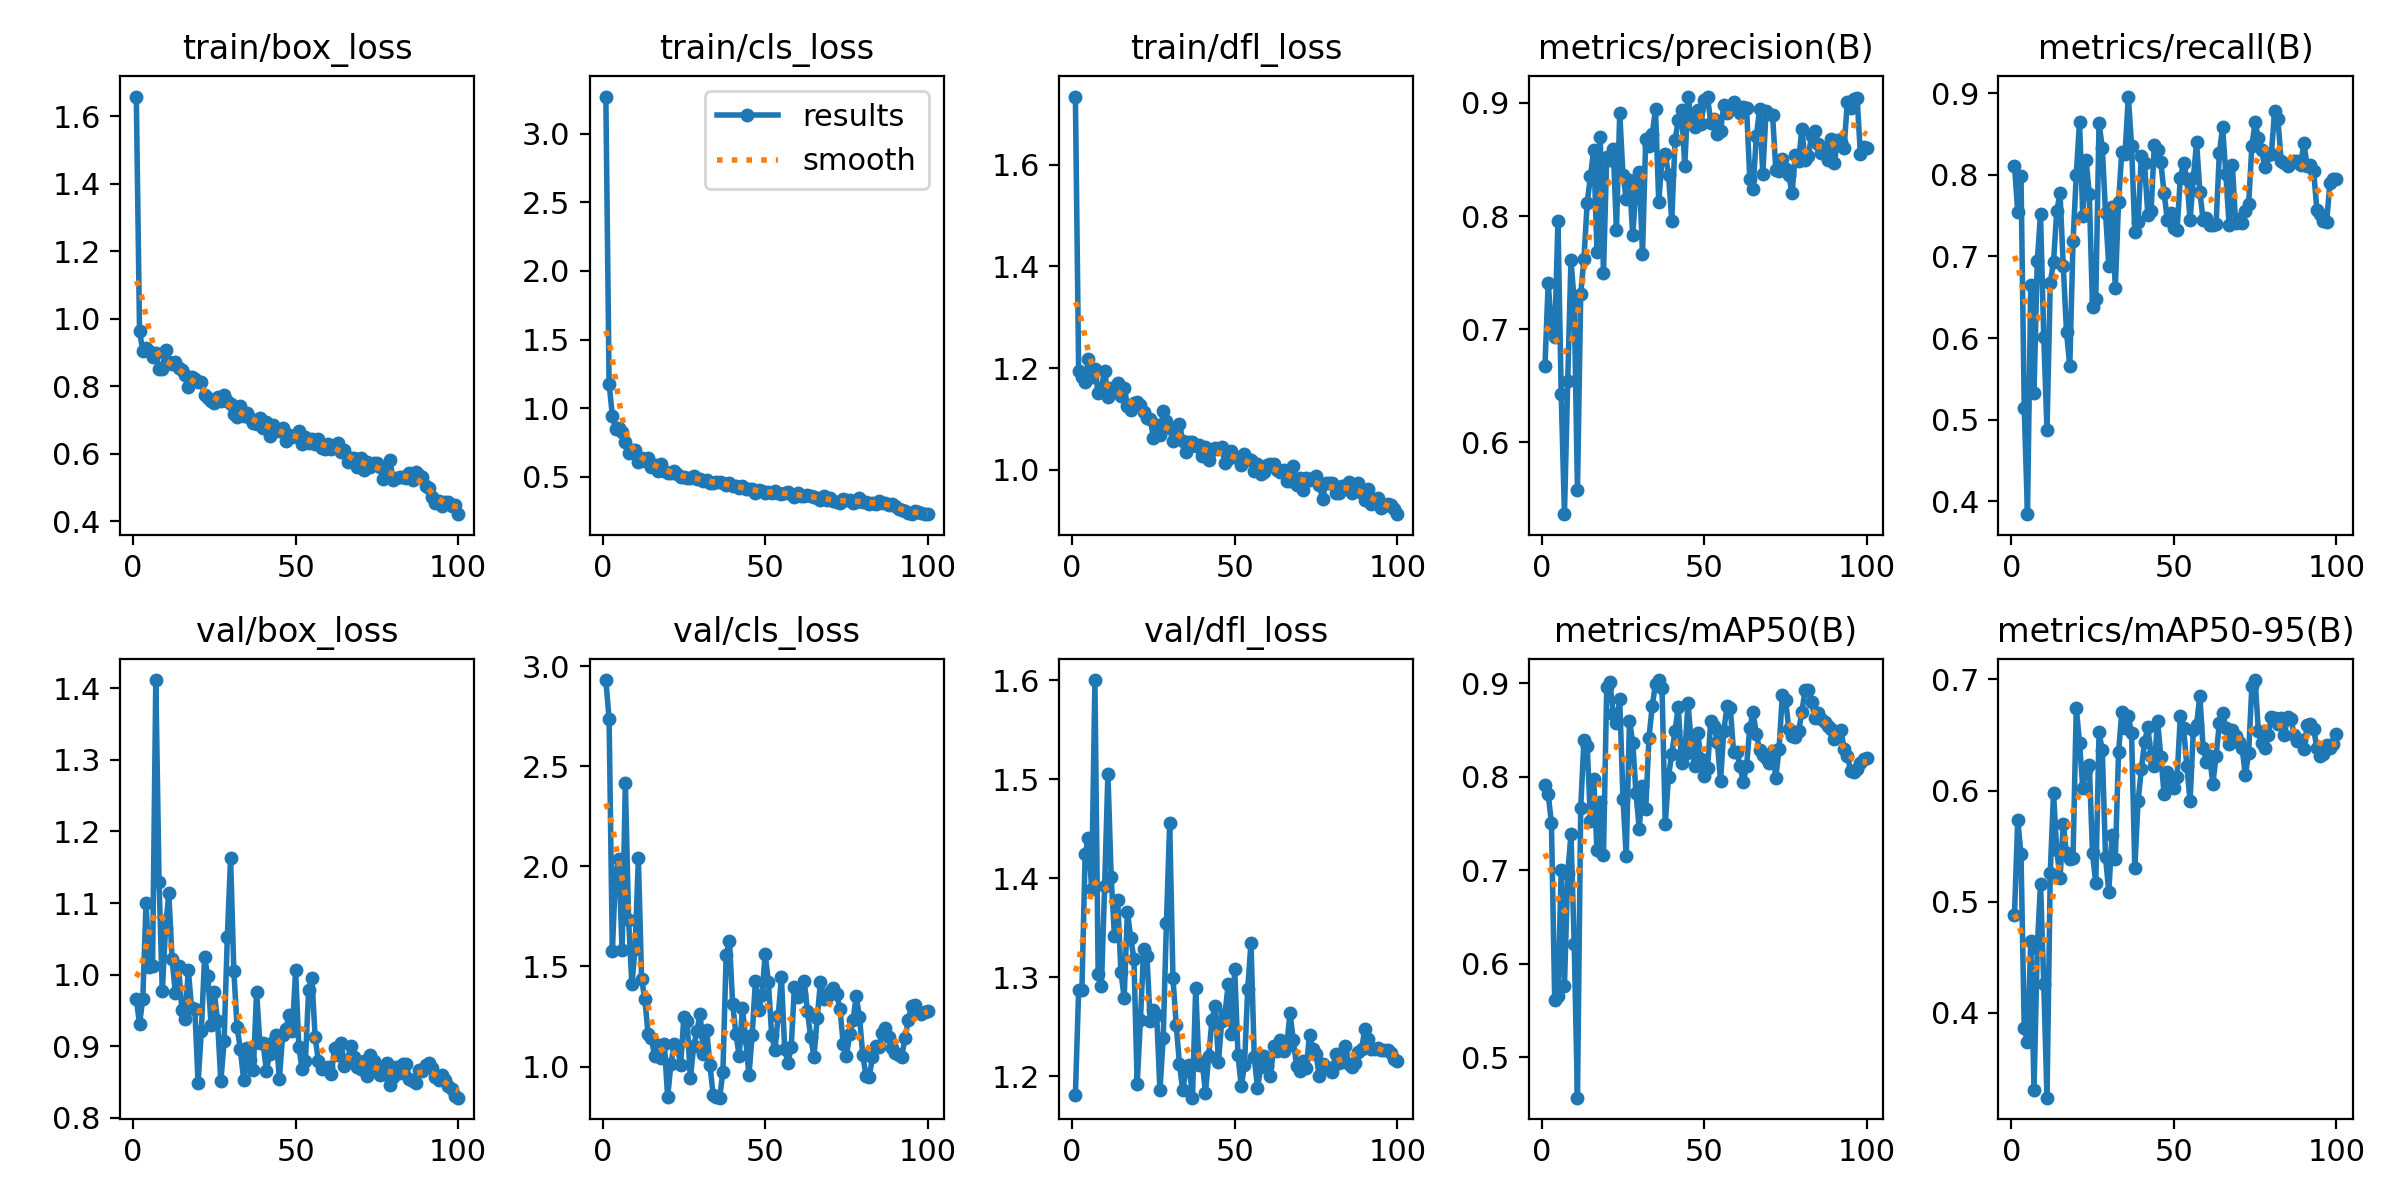 train/box_loss
1.6
1.4
1.2
1.0
0.8
0.6
0.4
0 50 100
train/cls_loss
results
smooth
3.0
2.5
2.0
1.5
1.0
0.5
0 50 100
train/dfl_loss
1.6
1.4
1.2
1.0
0 50 100
metrics/precision(B)
0.9
0.8
0.7
0.6
0 50 100
metrics/recall(B)
0.9
0.8
0.7
0.6
0.5
0.4
0 50 100
val/box_loss
1.4
1.3
1.2
1.1
1.0
0.9
0.8
0 50 100
val/cls_loss
3.0
2.5
2.0
1.5
1.0
0 50 100
val/dfl_loss
1.6
1.5
1.4
1.3
1.2
0 50 100
metrics/mAP50(B)
0.9
0.8
0.7
0.6
0.5
0 50 100
metrics/mAP50-95(B)
0.7
0.6
0.5
0.4
0 50 100